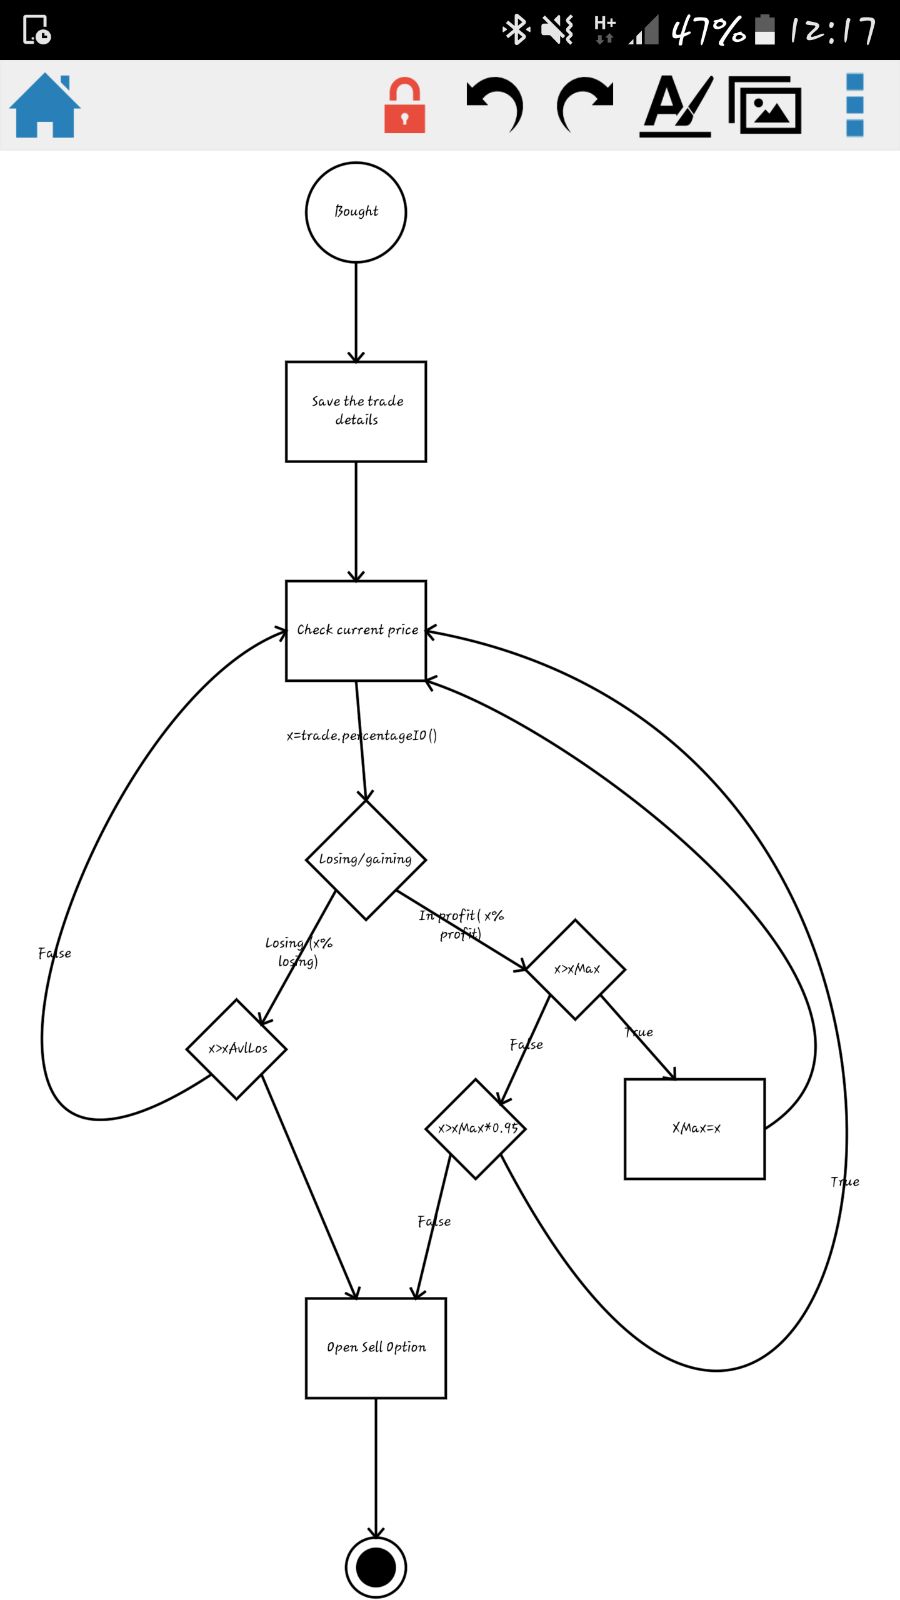 H+
47%
12:17
Bought
Save the trade
details
Check current price
x=trade.percentageIO()
Losing/gaining
In profit( x%
profit)
Losing (x%
losing)
False
x>xMax
x>xAvlLos
False
True
x>xMax*0.95
XMax=x
True
False
Open Sell Option